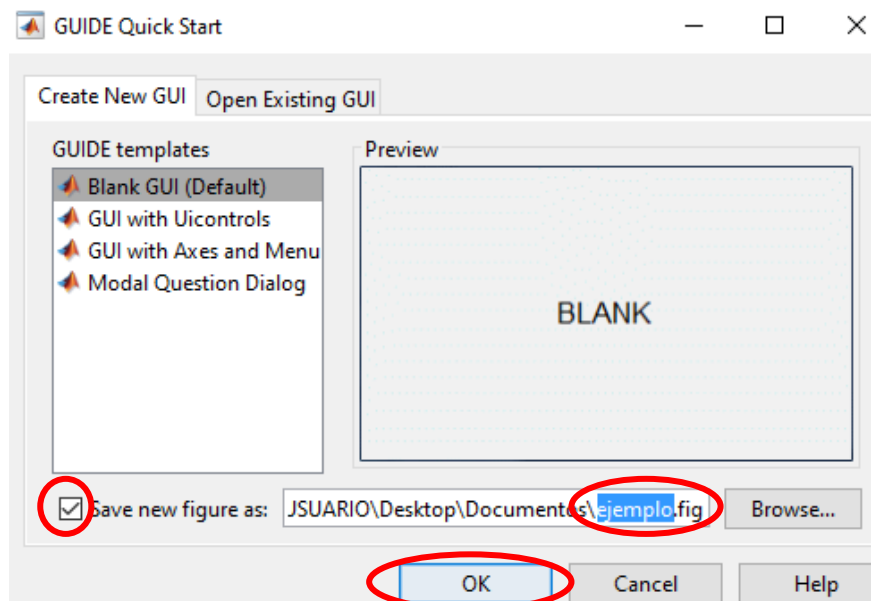 GUIDE Quick Start
Create New GUI Open Existing GUI
GUIDE templates
Blank GUI (Default)
GUI with Uicontrols
GUI with Axes and Menu
Modal Question Dialog
Preview
BLANK
Save new figure as: JSUARIO\Desktop\Documentos\ejemplo.fig Browse...
OK Cancel Help